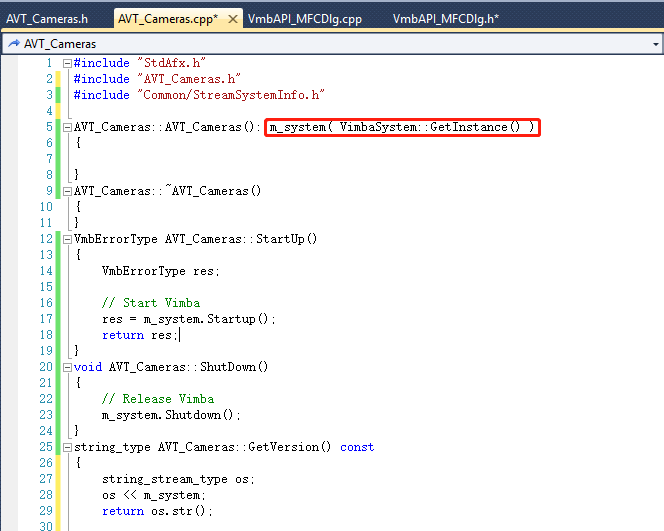 AVT_Cameras.h AVT_Cameras.cpp* VmbAPI_MFCDlg.cpp VmbAPI_MFCDlg.h*
AVT_Cameras
1 #include "StdAfx.h"
2 #include "AVT_Cameras.h"
3 #include "Common/StreamSystemInfo.h"
4
5 AVT_Cameras::AVT_Cameras(): m_system( VimbaSystem::GetInstance() )
6 {
7
8 }
9 AVT_Cameras::~AVT_Cameras()
10 {
11 }
12 VmbErrorType AVT_Cameras::StartUp()
13 {
14 VmbErrorType res;
15
16 // Start Vimba
17 res = m_system.Startup();
18 return res;
19 }
20 void AVT_Cameras::ShutDown()
21 {
22 // Release Vimba
23 m_system.Shutdown();
24 }
25 string_type AVT_Cameras::GetVersion() const
26 {
27 string_stream_type os;
28 os << m_system;
29 return os.str();
30